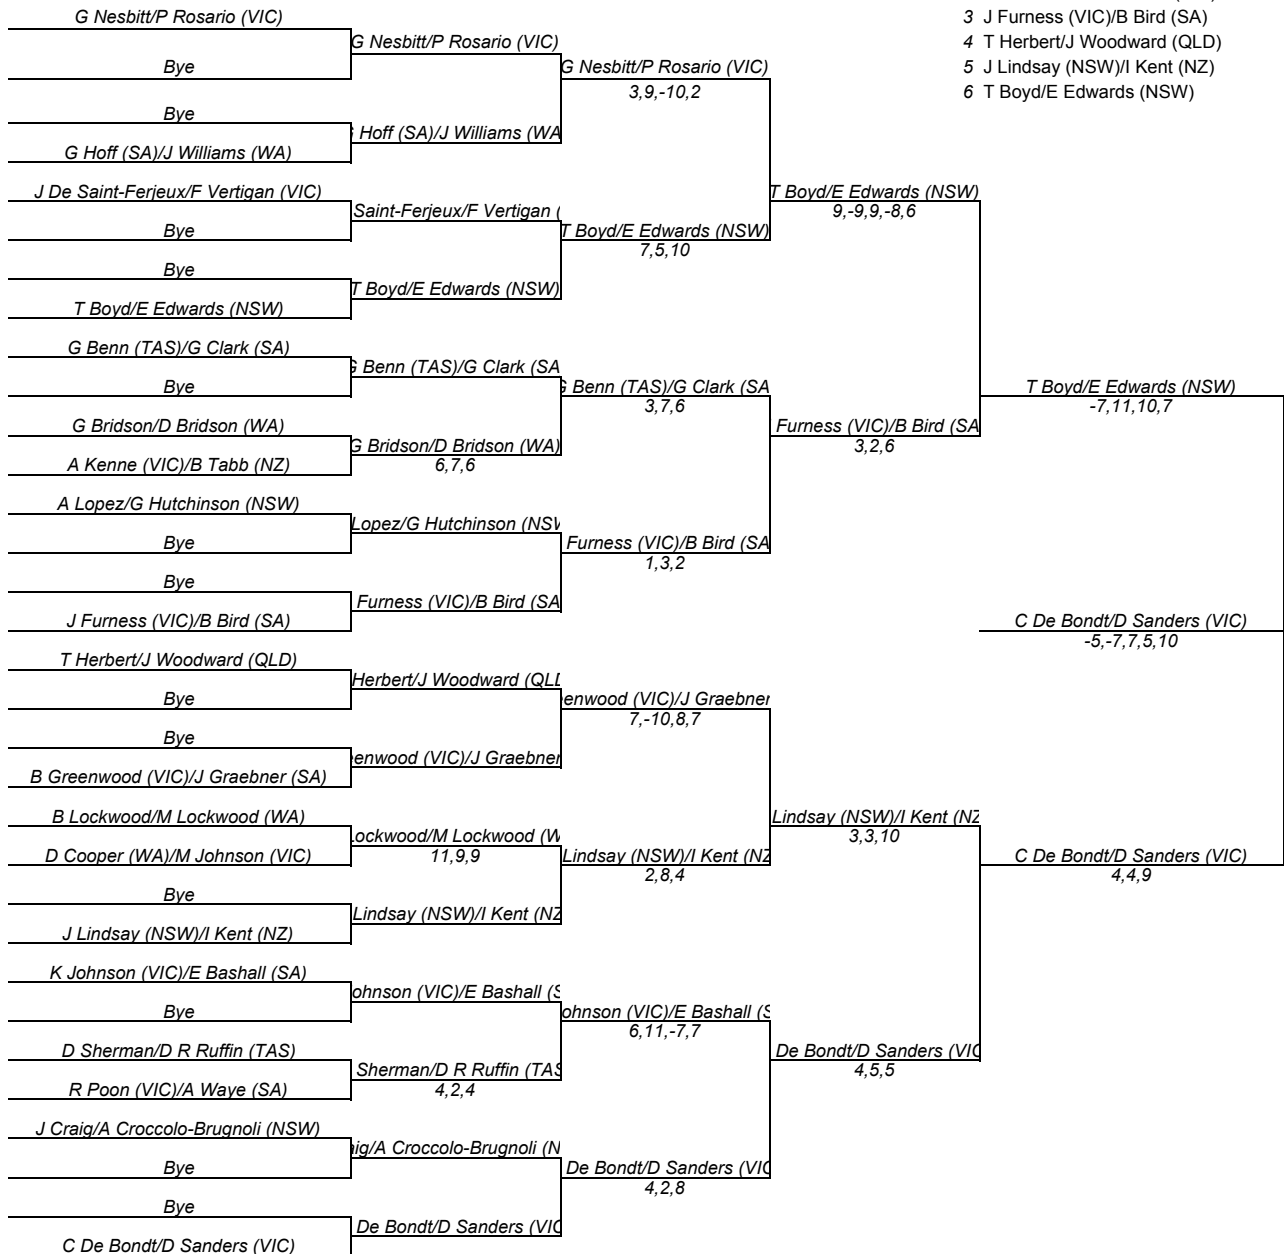 G Nesbitt/P Rosario (VIC)
Bye
Bye
G Hoff (SA)/J Williams (WA)
J De Saint-Ferjeux/F Vertigan (VIC)
Bye
Bye
T Boyd/E Edwards (NSW)
G Benn (TAS)/G Clark (SA)
Bye
G Bridson/D Bridson (WA)
A Kenne (VIC)/B Tabb (NZ)
A Lopez/G Hutchinson (NSW)
Bye
Bye
J Furness (VIC)/B Bird (SA)
T Herbert/J Woodward (QLD)
Bye
Bye
B Greenwood (VIC)/J Graebner (SA)
B Lockwood/M Lockwood (WA)
D Cooper (WA)/M Johnson (VIC)
Bye
J Lindsay (NSW)/I Kent (NZ)
K Johnson (VIC)/E Bashall (SA)
Bye
D Sherman/D R Ruffin (TAS)
R Poon (VIC)/A Waye (SA)
J Craig/A Croccolo-Brugnoli (NSW)
Bye
Bye
C De Bondt/D Sanders (VIC)
G Nesbitt/P Rosario (VIC)
Hoff (SA)/J Williams (WA
Saint-Ferjeux/F Vertigan (
T Boyd/E Edwards (NSW)
G Benn (TAS)/G Clark (SA
G Bridson/D Bridson (WA)
6,7,6
Lopez/G Hutchinson (NSW
Furness (VIC)/B Bird (SA
Herbert/J Woodward (QLD
enwood (VIC)/J Graebner
Lockwood/M Lockwood (W
11,9,9
Lindsay (NSW)/I Kent (NZ
ohnson (VIC)/E Bashall (S
Sherman/D R Ruffin (TAS
4,2,4
aig/A Croccolo-Brugnoli (N
De Bondt/D Sanders (VIC
G Nesbitt/P Rosario (VIC)
3,9,-10,2
T Boyd/E Edwards (NSW)
7,5,10
G Benn (TAS)/G Clark (SA
3,7,6
Furness (VIC)/B Bird (SA
1,3,2
enwood (VIC)/J Graebner
7,-10,8,7
Lindsay (NSW)/I Kent (NZ
2,8,4
ohnson (VIC)/E Bashall (S
6,11,-7,7
De Bondt/D Sanders (VIC
4,2,8
T Boyd/E Edwards (NSW)
9,-9,9,-8,6
Furness (VIC)/B Bird (SA
3,2,6
Lindsay (NSW)/I Kent (NZ
3,3,10
De Bondt/D Sanders (VIC
4,5,5
3 J Furness (VIC)/B Bird (SA)
4 T Herbert/J Woodward (QLD)
5 J Lindsay (NSW)/I Kent (NZ)
6 T Boyd/E Edwards (NSW)
T Boyd/E Edwards (NSW)
-7,11,10,7
C De Bondt/D Sanders (VIC)
-5,-7,7,5,10
C De Bondt/D Sanders (VIC)
4,4,9